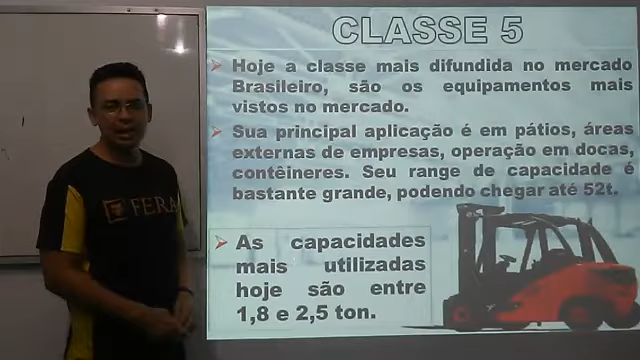 CLASSE 5
Hoje a classe mais difundida no mercado
Brasileiro, são os equipamentos mais
vistos no mercado.
Sua principal aplicação é em pátios, áreas
externas de empresas, operação em docas,
contêineres. Seu range de capacidade é
bastante grande, podendo chegar até 52t.
As capacidades
mais utilizadas
hoje são entre
1,8 e 2,5 ton.
FERA